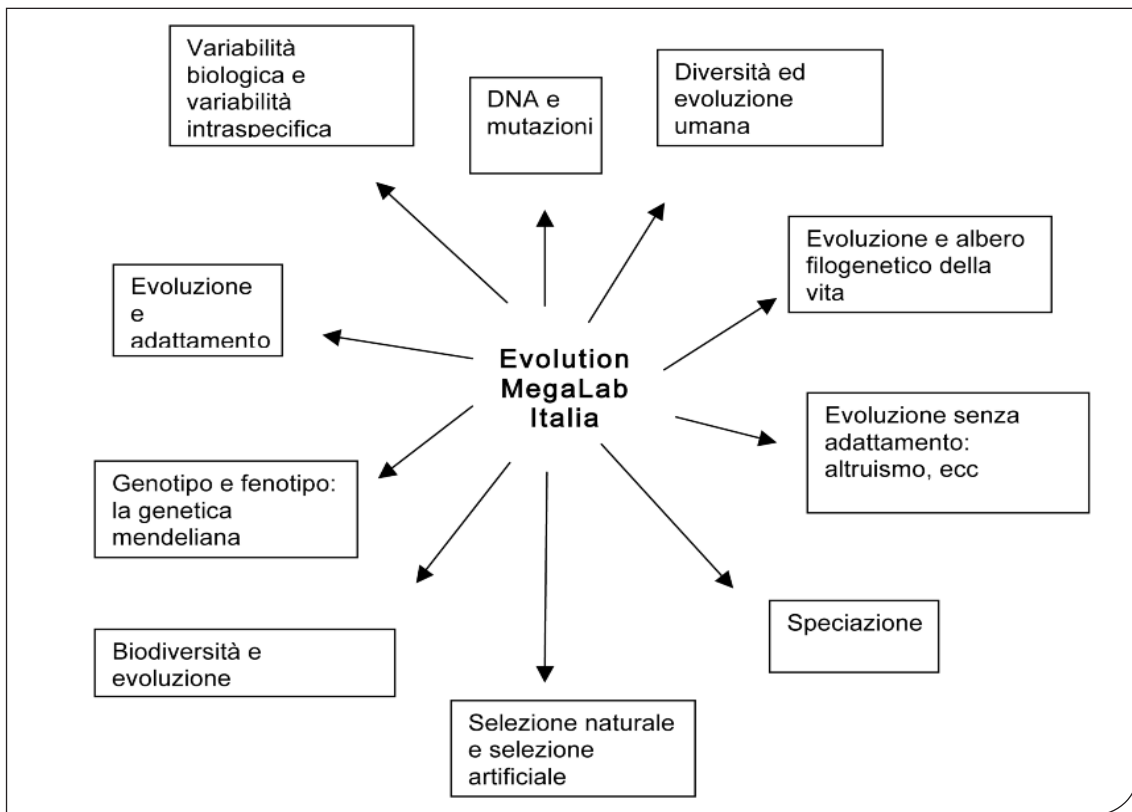 Variabilità
biologica e
variabilità
intraspecifica
DNA e
mutazioni
Diversità ed
evoluzione
umana
Evoluzione e albero
filogenetico della
vita
Evoluzione
e
adattamento
Evolution
MegaLab
Italia
Evoluzione senza
adattamento:
altruismo, ecc
Genotipo e fenotipo:
la genetica
mendeliana
Speciazione
Biodiversità e
evoluzione
Selezione naturale
e selezione
artificiale